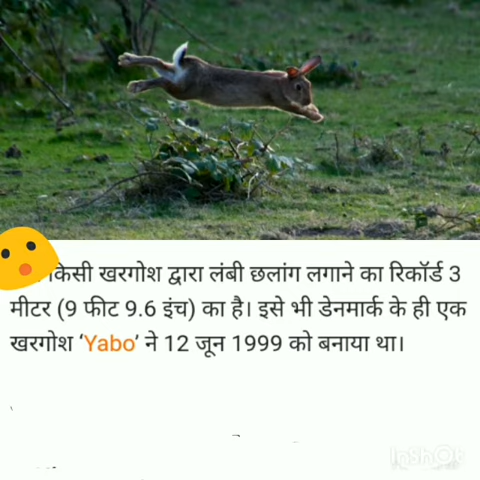 किसी खरगोश द्वारा लंबी छलांग लगाने का रिकॉर्ड 3
मीटर (9 फीट 9.6 इंच) का है। इसे भी डेनमार्क के ही एक
खरगोश ‘Yabo’ ने 12 जून 1999 को बनाया था।
InShOt